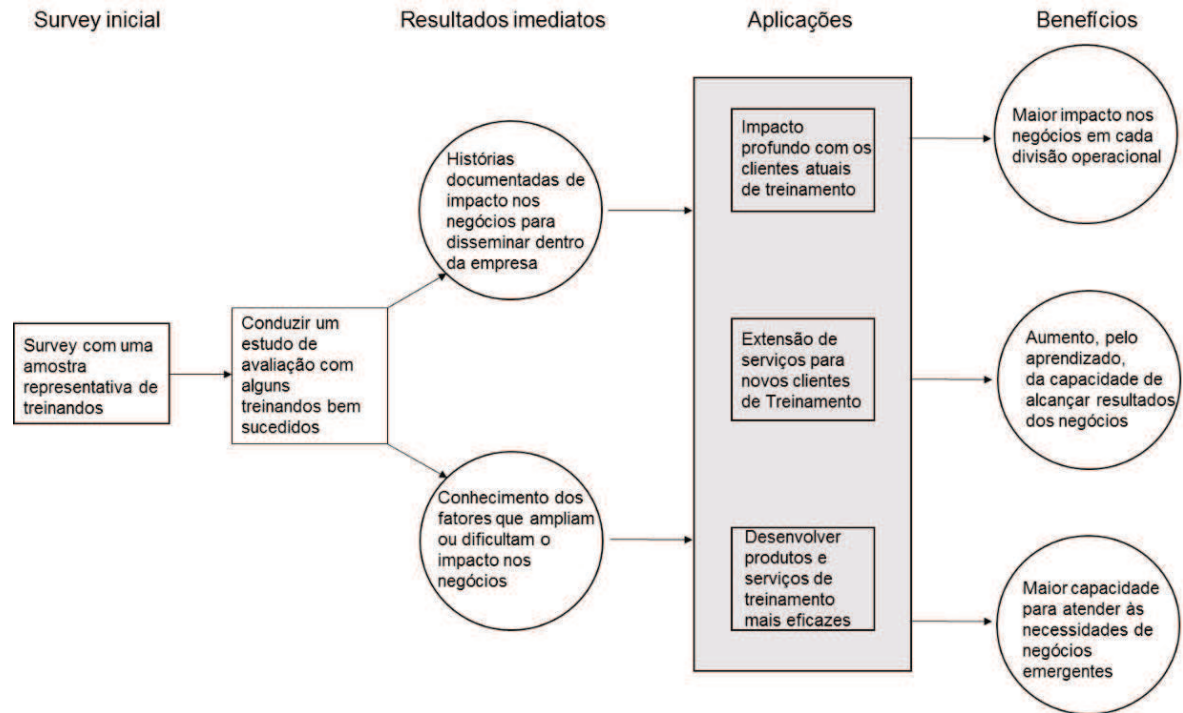 Survey inicial
Resultados imediatos
Aplicações
Benefícios
Survey com uma
amostra
representativa de
treinandos
Conduzir um
estudo de
avaliação com
alguns
treinandos bem
sucedidos
Histórias
documentadas de
impacto nos
negócios para
disseminar dentro
da empresa
Conhecimento dos
fatores que ampliam
ou dificultam o
impacto nos
negócios
Impacto
profundo com os
clientes atuais
de treinamento
Extensão de
serviços para
novos clientes
de Treinamento
Desenvolver
produtos e
serviços de
treinamento
mais eficazes
Maior impacto nos
negócios em cada
divisão operacional
Aumento, pelo
aprendizado,
da capacidade de
alcançar resultados
dos negócios
Maior capacidade
para atender às
necessidades de
negócios
emergentes